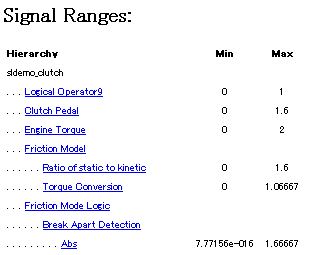 Signal Ranges:
Hierarchy Min Max
sldemo_clutch
. . . Logical Operator9 0 1
. . . Clutch Pedal 0 1.6
. . . Engine Torque 0 2
. . . Friction Model
. . . . . . Ratio of static to kinetic 0 1.6
. . . . . . Torque Conversion 0 1.06667
. . . Friction Mode Logic
. . . . . . Break Apart Detection
. . . . . . . . . Abs 7.77156e-016 1.66667